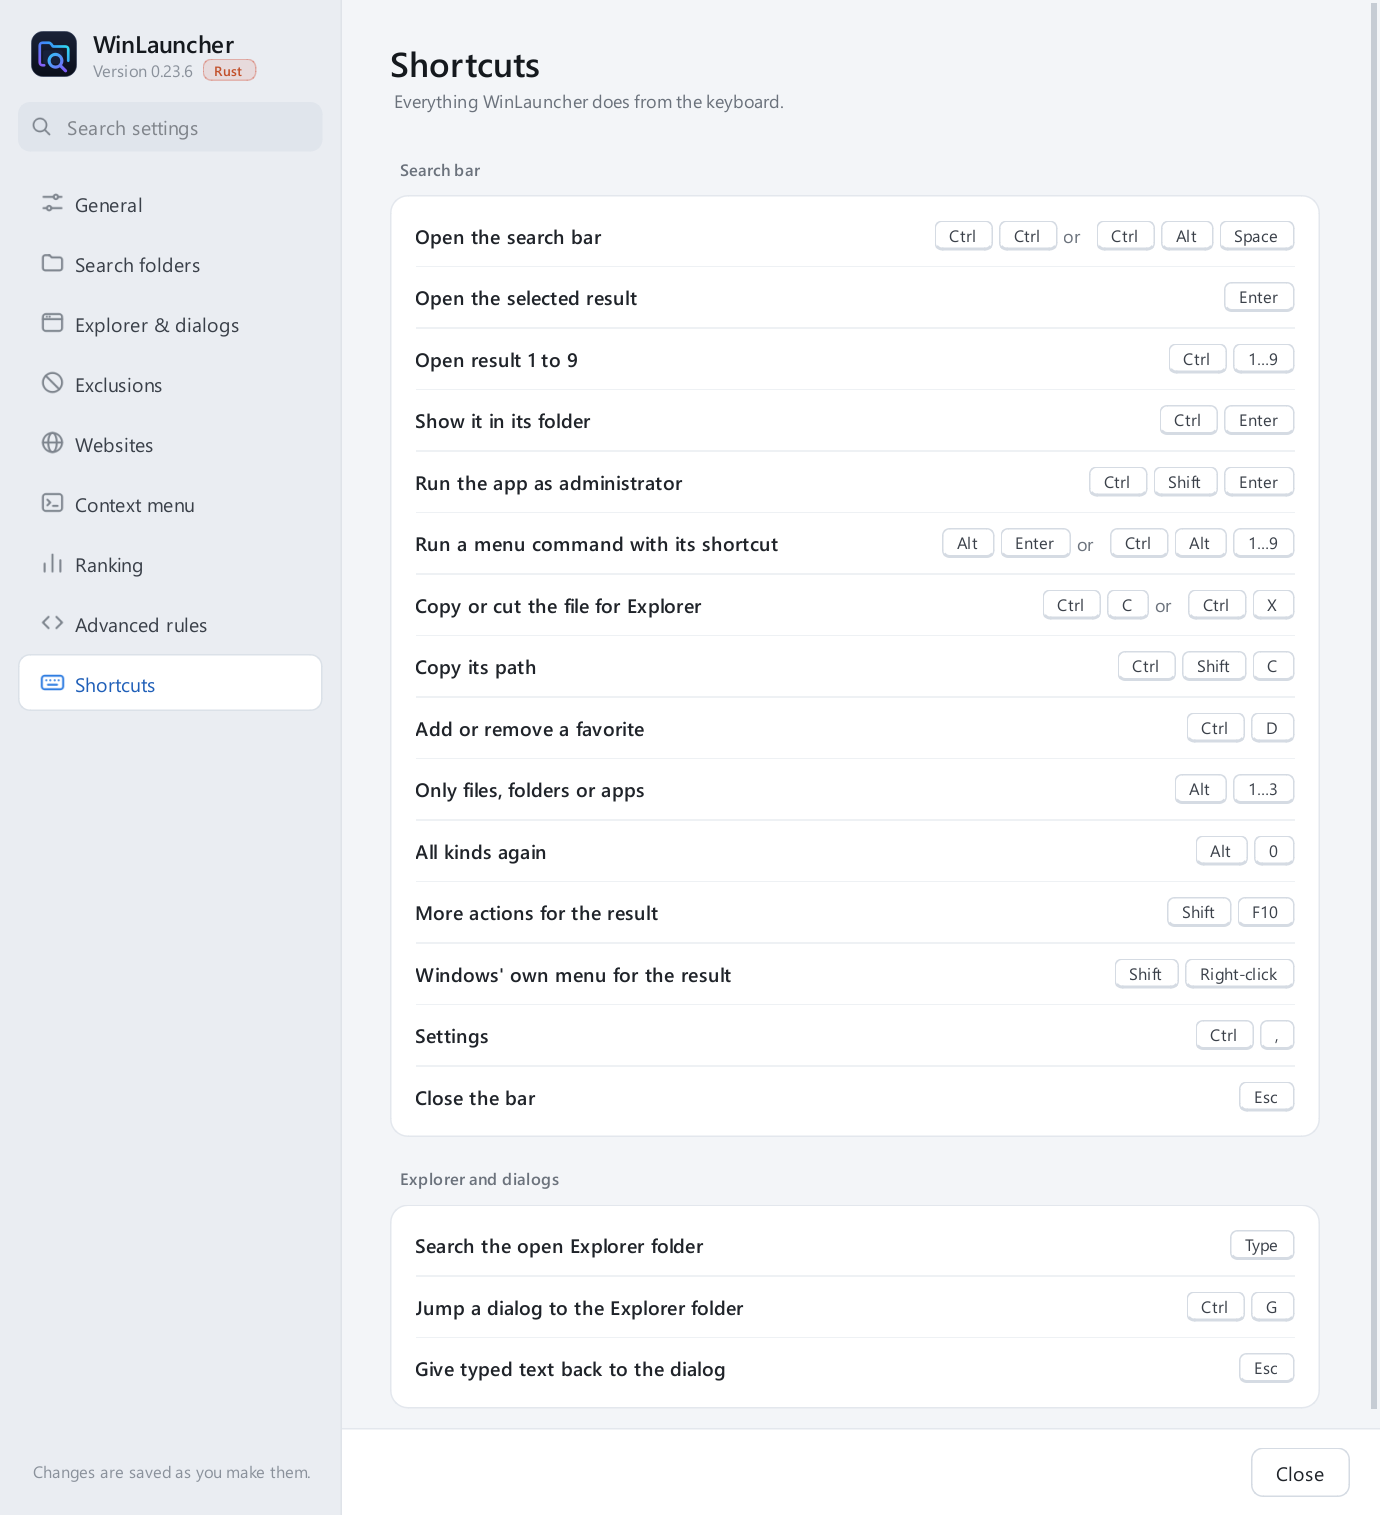 WinLauncher
Version 0.23.6 Rust
Search settings
General
Search folders
Explorer & dialogs
Exclusions
Websites
Context menu
Ranking
Advanced rules
Shortcuts
Changes are saved as you make them.
Shortcuts
Everything WinLauncher does from the keyboard.
Search bar
Open the search bar Ctrl Ctrl or Ctrl Alt Space
Open the selected result Enter
Open result 1 to 9 Ctrl 1...9
Show it in its folder Ctrl Enter
Run the app as administrator Ctrl Shift Enter
Run a menu command with its shortcut Alt Enter or Ctrl Alt 1...9
Copy or cut the file for Explorer Ctrl C or Ctrl X
Copy its path Ctrl Shift C
Add or remove a favorite Ctrl D
Only files, folders or apps Alt 1...3
All kinds again Alt 0
More actions for the result Shift F10
Windows' own menu for the result Shift Right-click
Settings Ctrl ,
Close the bar Esc
Explorer and dialogs
Search the open Explorer folder Type
Jump a dialog to the Explorer folder Ctrl G
Give typed text back to the dialog Esc
Close